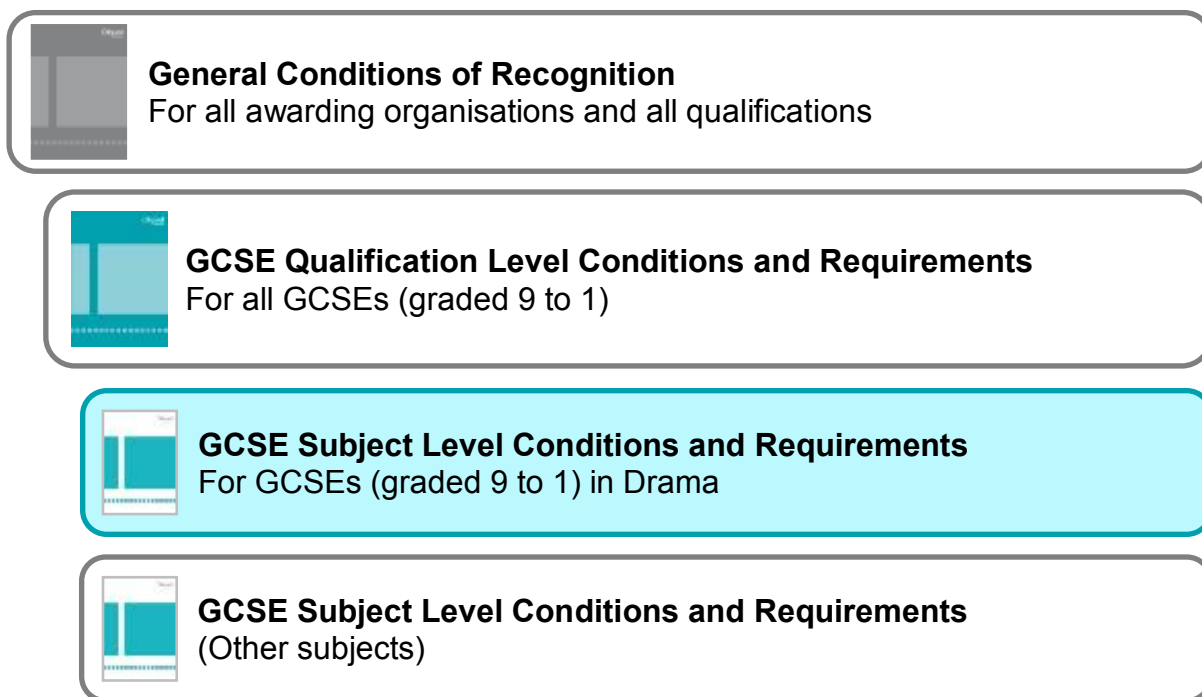 General Conditions of Recognition
For all awarding organisations and all qualifications
GCSE Qualification Level Conditions and Requirements
For all GCSEs (graded 9 to 1)
GCSE Subject Level Conditions and Requirements
For GCSEs (graded 9 to 1) in Drama
GCSE Subject Level Conditions and Requirements
(Other subjects)